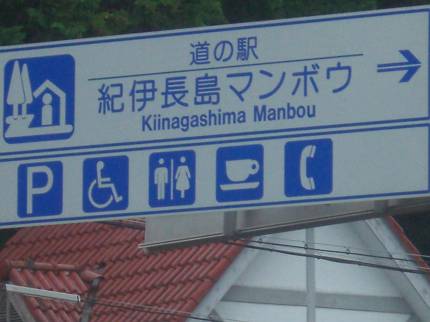 道の駅
紀伊長島マンボウ
Kiinagashima Manbou
P